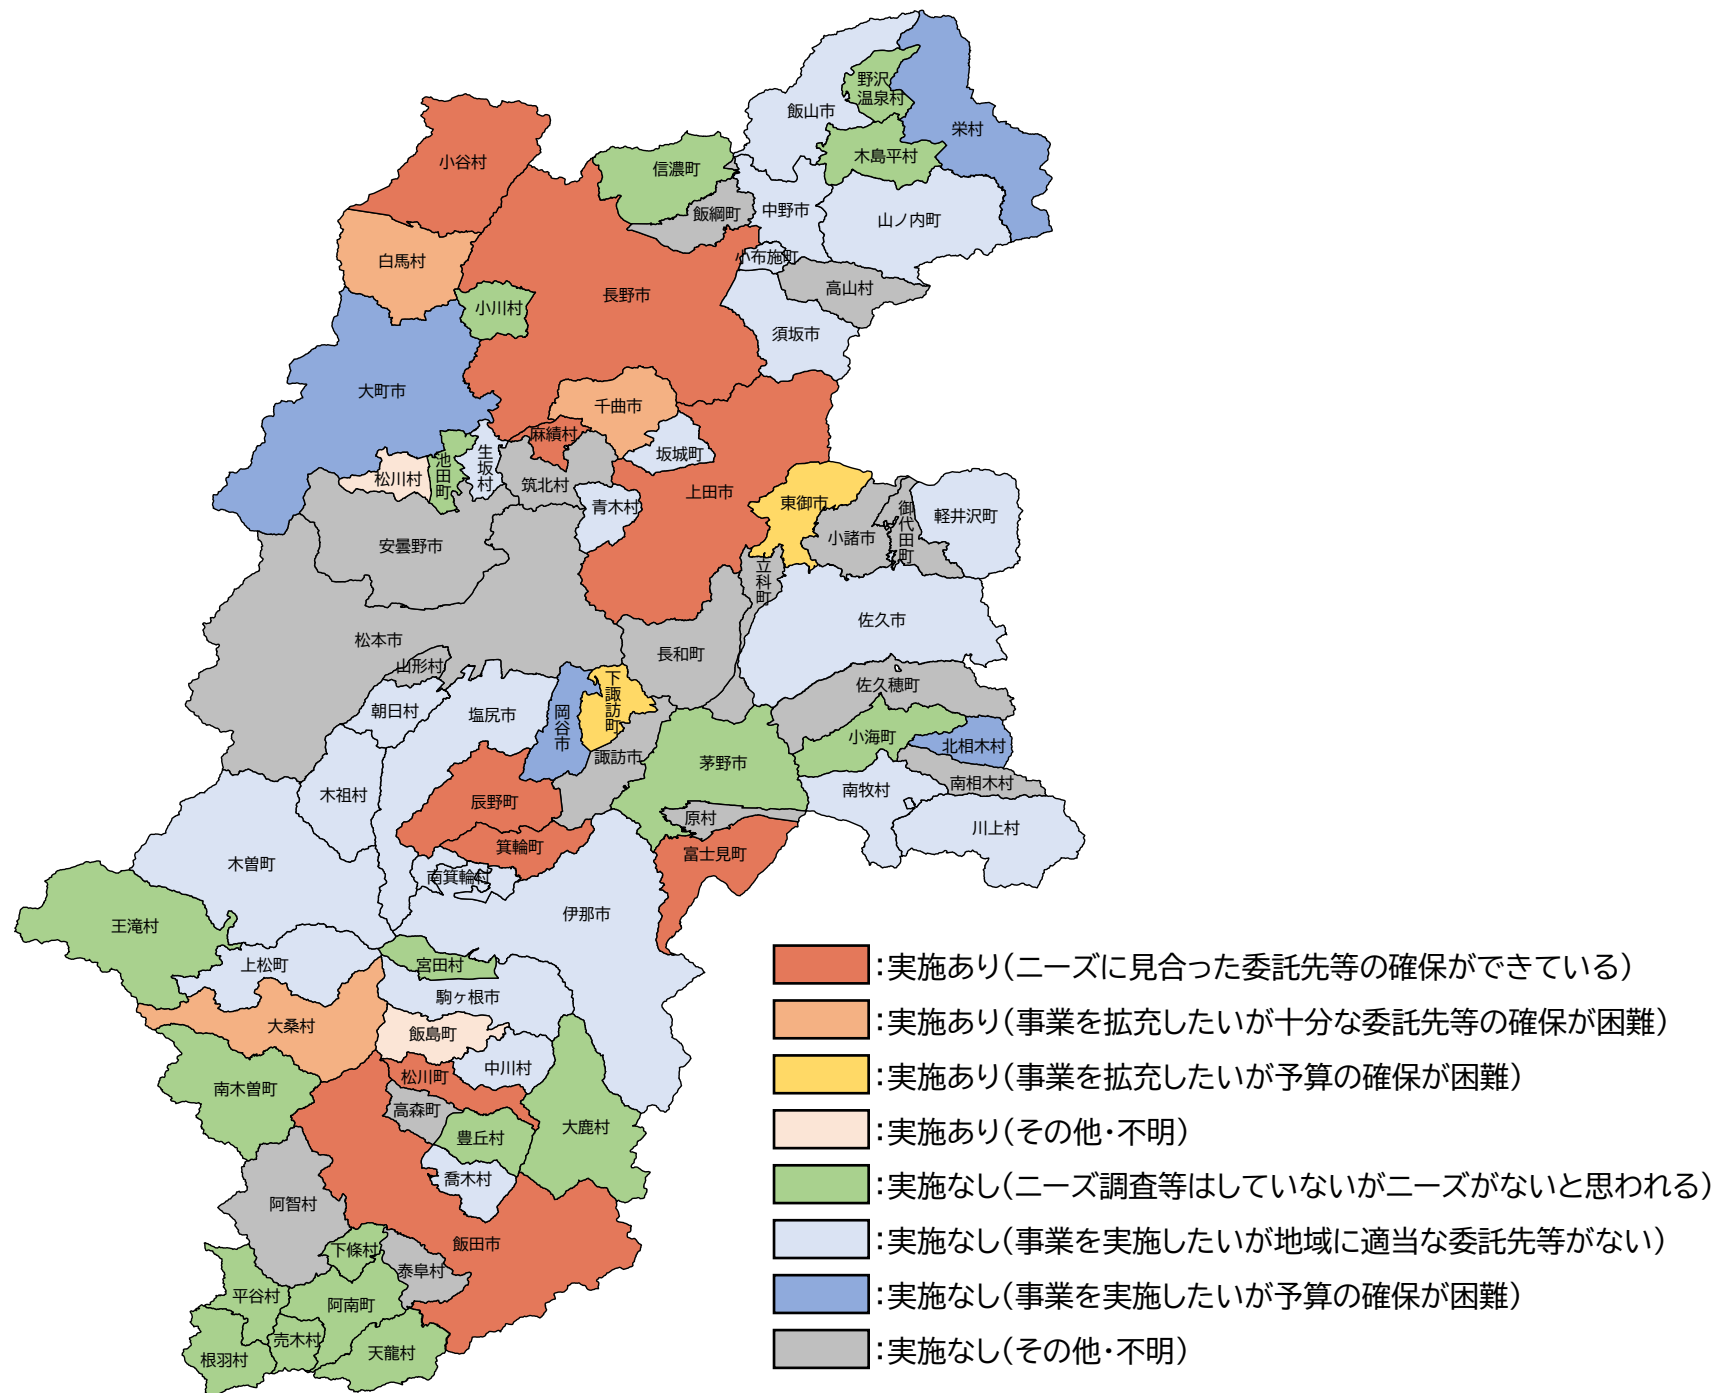 野沢
温泉村
飯山市
栄村
木島平村
小谷村
信濃町
飯綱町
中野市
山ノ内町
白馬村
小布施町
高山村
長野市
小川村
須坂市
大町市
千曲市
麻績村
坂城町
生坂村
池田町
松川村
筑北村
上田市
青木村
東御市
御代田町
軽井沢町
小諸市
安曇野市
立科町
佐久市
松本市
長和町
山形村
佐久穂町
下諏訪町
朝日村
塩尻市
岡谷市
小海町
北相木村
諏訪市
茅野市
南相木村
南牧村
木祖村
辰野町
原村
川上村
箕輪町
富士見町
木曽町
南箕輪村
伊那市
王滝村
上松町
宮田村
駒ヶ根市
大桑村
飯島町
中川村
松川町
南木曽町
高森町
大鹿村
豊丘村
喬木村
阿智村
飯田市
下條村
泰阜村
平谷村
阿南町
売木村
天龍村
根羽村
:実施あり(ニーズに見合った委託先等の確保ができている)
:実施あり(事業を拡充したいが十分な委託先等の確保が困難)
:実施あり(事業を拡充したいが予算の確保が困難)
:実施あり(その他・不明)
:実施なし(ニーズ調査等はしていないがニーズがないと思われる)
:実施なし(事業を実施したいが地域に適当な委託先等がない)
:実施なし(事業を実施したいが予算の確保が困難)
:実施なし(その他・不明)